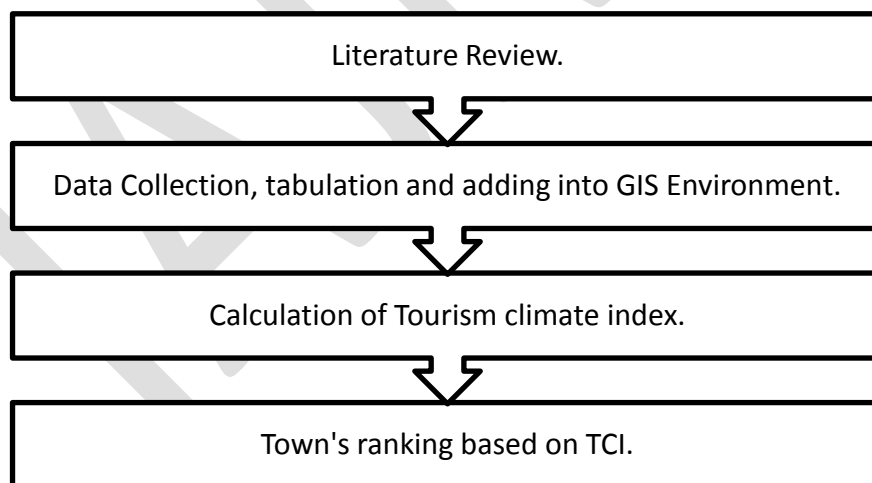 Literature Review.
Data Collection, tabulation and adding into GIS Environment.
Calculation of Tourism climate index.
Town's ranking based on TCI.